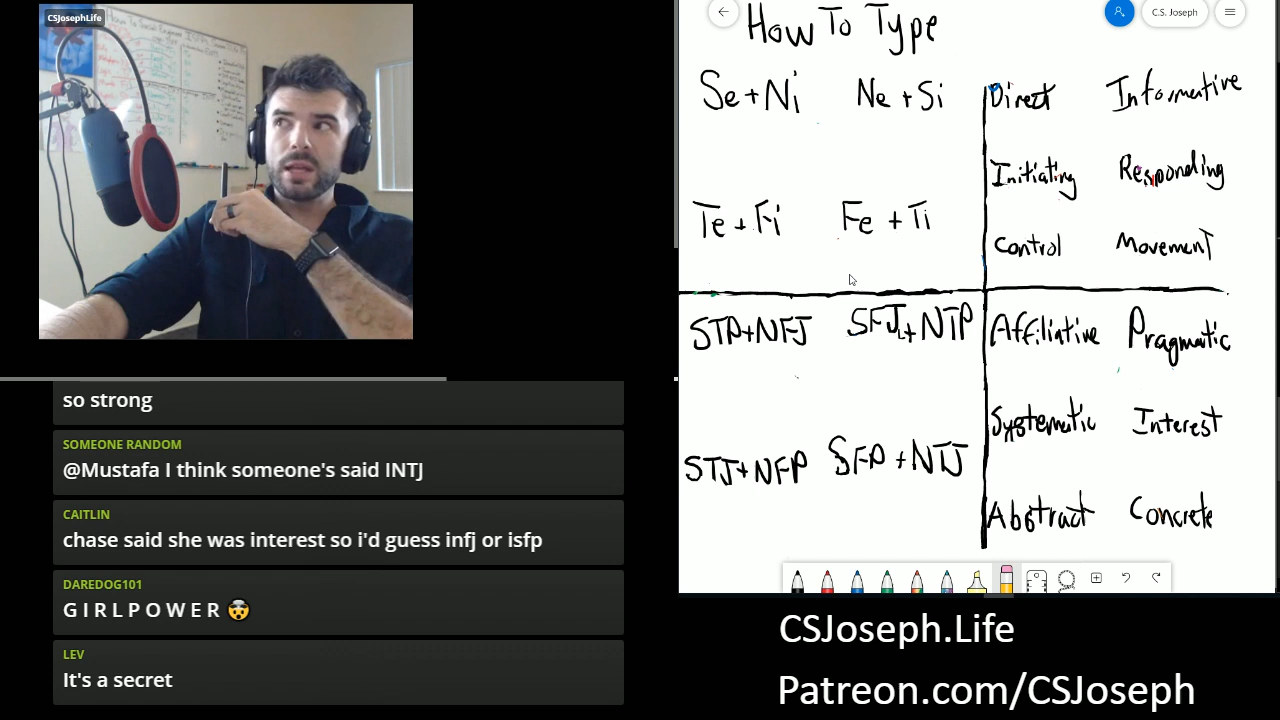 CSJosephLife
so strong
SOMEONE RANDOM
@Mustafa I think someone's said INTJ
CAITLIN
chase said she was interest so i'd guess infj or isfp
DAREDOG101
G I R L P O W E R 🤯
LEV
It's a secret
C.S. Joseph
How To Type
Se + Ni Ne + Si Direct Informative
Initiating Responding
Te + Fi Fe + Ti
Control Movement
STP+NFJ SFJ+NTP Affiliative Pragmatic
Systematic Interest
STJ+NFP SFP+NTJ
Abstract Concrete
CSJoseph.Life
Patreon.com/CSJoseph